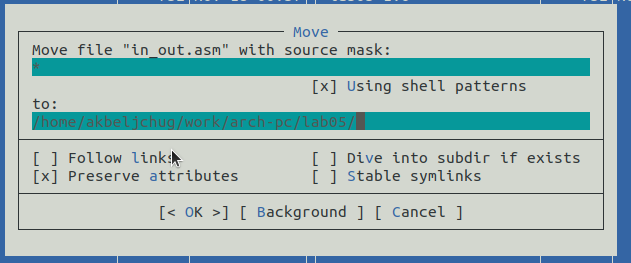 Move
Move file "in_out.asm" with source mask:
*
[x] Using shell patterns
to:
/home/akbeljchug/work/arch-pc/lab05/
[ ] Follow links [ ] Dive into subdir if exists
[x] Preserve attributes [ ] Stable symlinks
[< OK >] [ Background ] [ Cancel ]